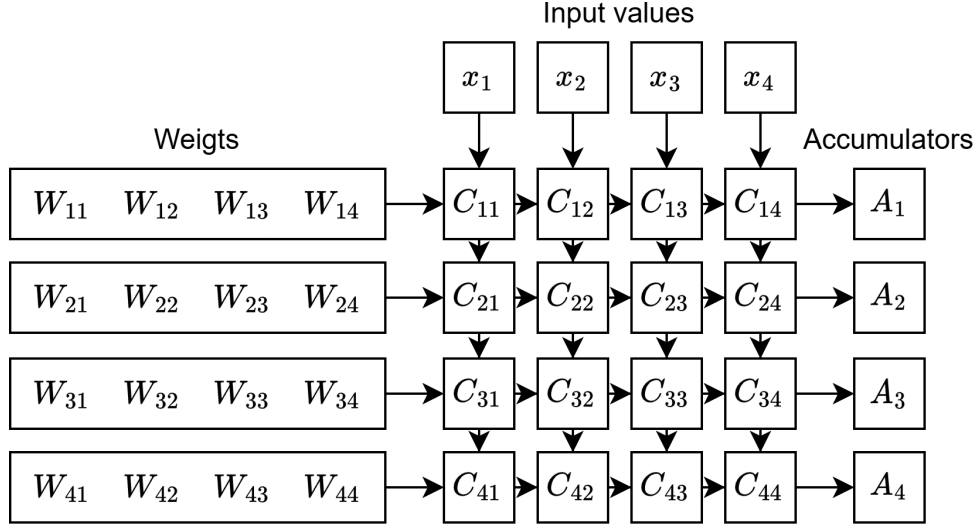 Input values
x₁ x₂ x₃ x₄
Weigts Accumulators
W₁₁ W₁₂ W₁₃ W₁₄ C₁₁ C₁₂ C₁₃ C₁₄ A₁
W₂₁ W₂₂ W₂₃ W₂₄ C₂₁ C₂₂ C₂₃ C₂₄ A₂
W₃₁ W₃₂ W₃₃ W₃₄ C₃₁ C₃₂ C₃₃ C₃₄ A₃
W₄₁ W₄₂ W₄₃ W₄₄ C₄₁ C₄₂ C₄₃ C₄₄ A₄